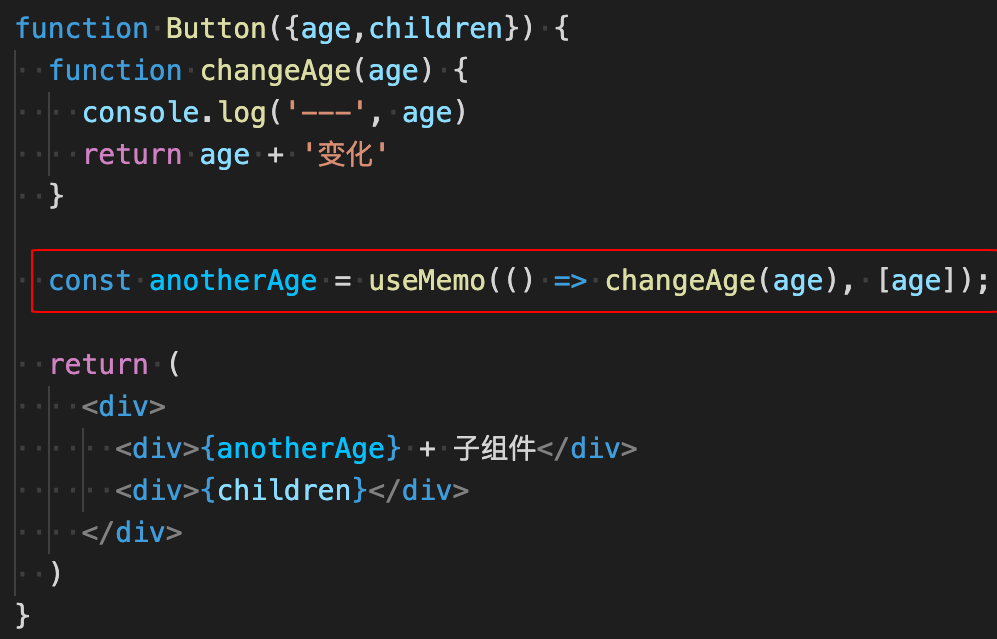 function Button({age,children}) {
  function changeAge(age) {
    console.log('---', age)
    return age + '变化'
  }
  const anotherAge = useMemo(() => changeAge(age), [age]);
  return (
    <div>
      <div>{anotherAge} + 子组件</div>
      <div>{children}</div>
    </div>
  )
}